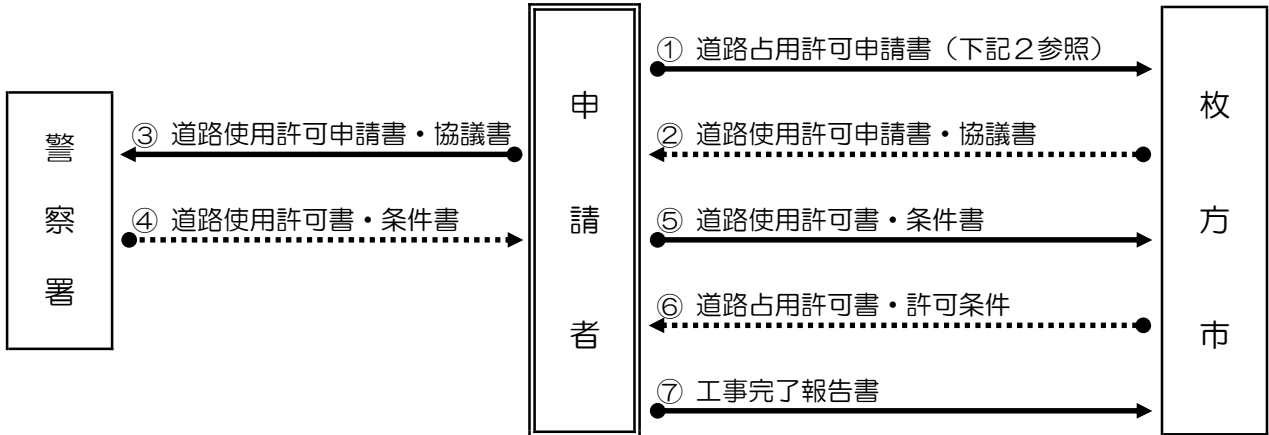 ① 道路占用許可申請書(下記2参照)
② 道路使用許可申請書・協議書
③ 道路使用許可申請書・協議書
④ 道路使用許可書・条件書
⑤ 道路使用許可書・条件書
⑥ 道路占用許可書・許可条件
⑦ 工事完了報告書
警察署
申請者
枚方市